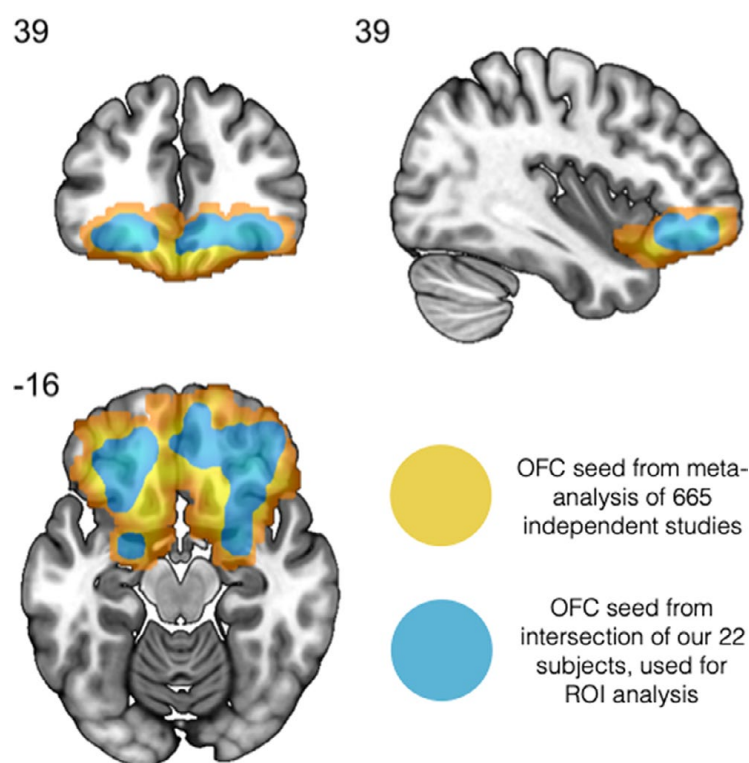 39
39
-16
OFC seed from meta-
analysis of 665
independent studies
OFC seed from
intersection of our 22
subjects, used for
ROI analysis